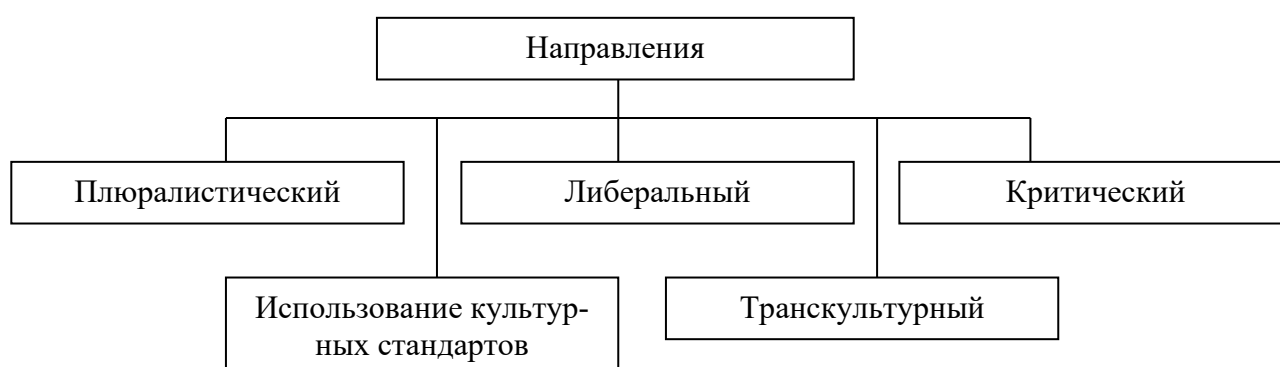 Направления
Плюралистический
Либеральный
Критический
Использование культур-
ных стандартов
Транскультурный